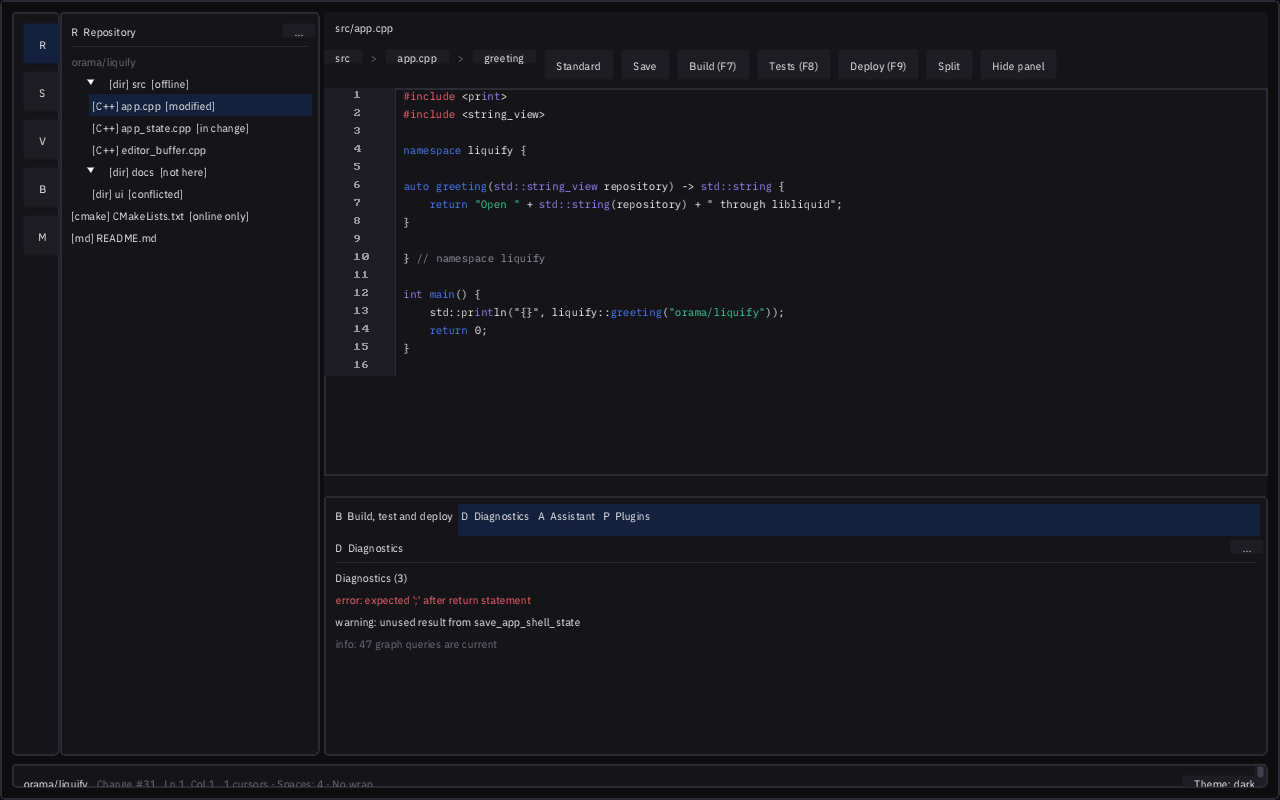 R
S
V
B
M
R Repository
...
orama/liquify
▼ [dir] src [offline]
[C++] app.cpp [modified]
[C++] app_state.cpp [in change]
[C++] editor_buffer.cpp
▼ [dir] docs [not here]
[dir] ui [conflicted]
[cmake] CMakeLists.txt [online only]
[md] README.md
src/app.cpp
src > app.cpp > greeting Standard Save Build (F7) Tests (F8) Deploy (F9) Split Hide panel
1 #include <print>
2 #include <string_view>
3
4 namespace liquify {
5
6 auto greeting(std::string_view repository) -> std::string {
7     return "Open " + std::string(repository) + " through libliquid";
8 }
9
10 } // namespace liquify
11
12 int main() {
13     std::println("{}", liquify::greeting("orama/liquify"));
14     return 0;
15 }
16
B Build, test and deploy D Diagnostics A Assistant P Plugins
D Diagnostics ...
Diagnostics (3)
error: expected ';' after return statement
warning: unused result from save_app_shell_state
info: 47 graph queries are current
orama/liquify Change #31 Ln 1, Col 1 1 cursors · Spaces: 4 · No wrap Theme: dark